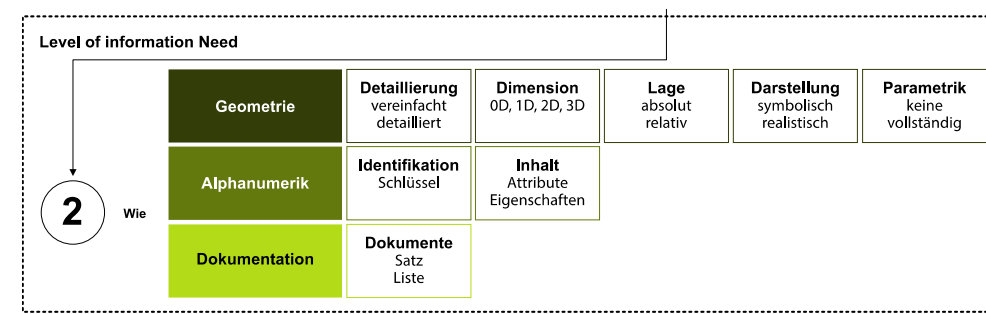 Level of information Need
Geometrie
Detaillierung
vereinfacht
detailliert
Dimension
0D, 1D, 2D, 3D
Lage
absolut
relativ
Darstellung
symbolisch
realistisch
Parametrik
keine
vollständig
2
Wie
Alphanumerik
Identifikation
Schlüssel
Inhalt
Attribute
Eigenschaften
Dokumentation
Dokumente
Satz
Liste